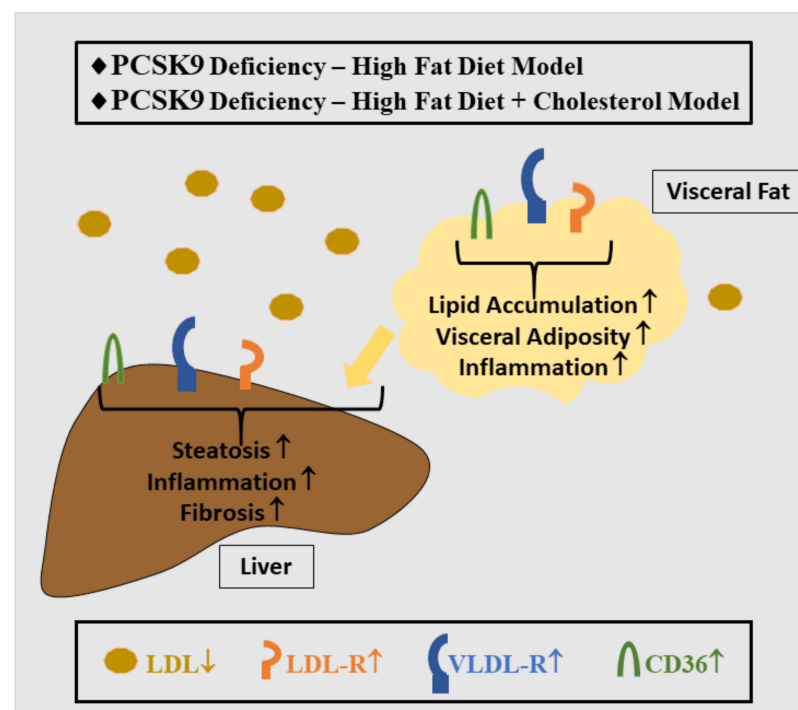 ♦PCSK9 Deficiency – High Fat Diet Model
♦PCSK9 Deficiency – High Fat Diet + Cholesterol Model
Visceral Fat
Lipid Accumulation↑
Visceral Adiposity↑
Inflammation↑
Steatosis↑
Inflammation↑
Fibrosis↑
Liver
LDL↓ LDL-R↑ VLDL-R↑ CD36↑